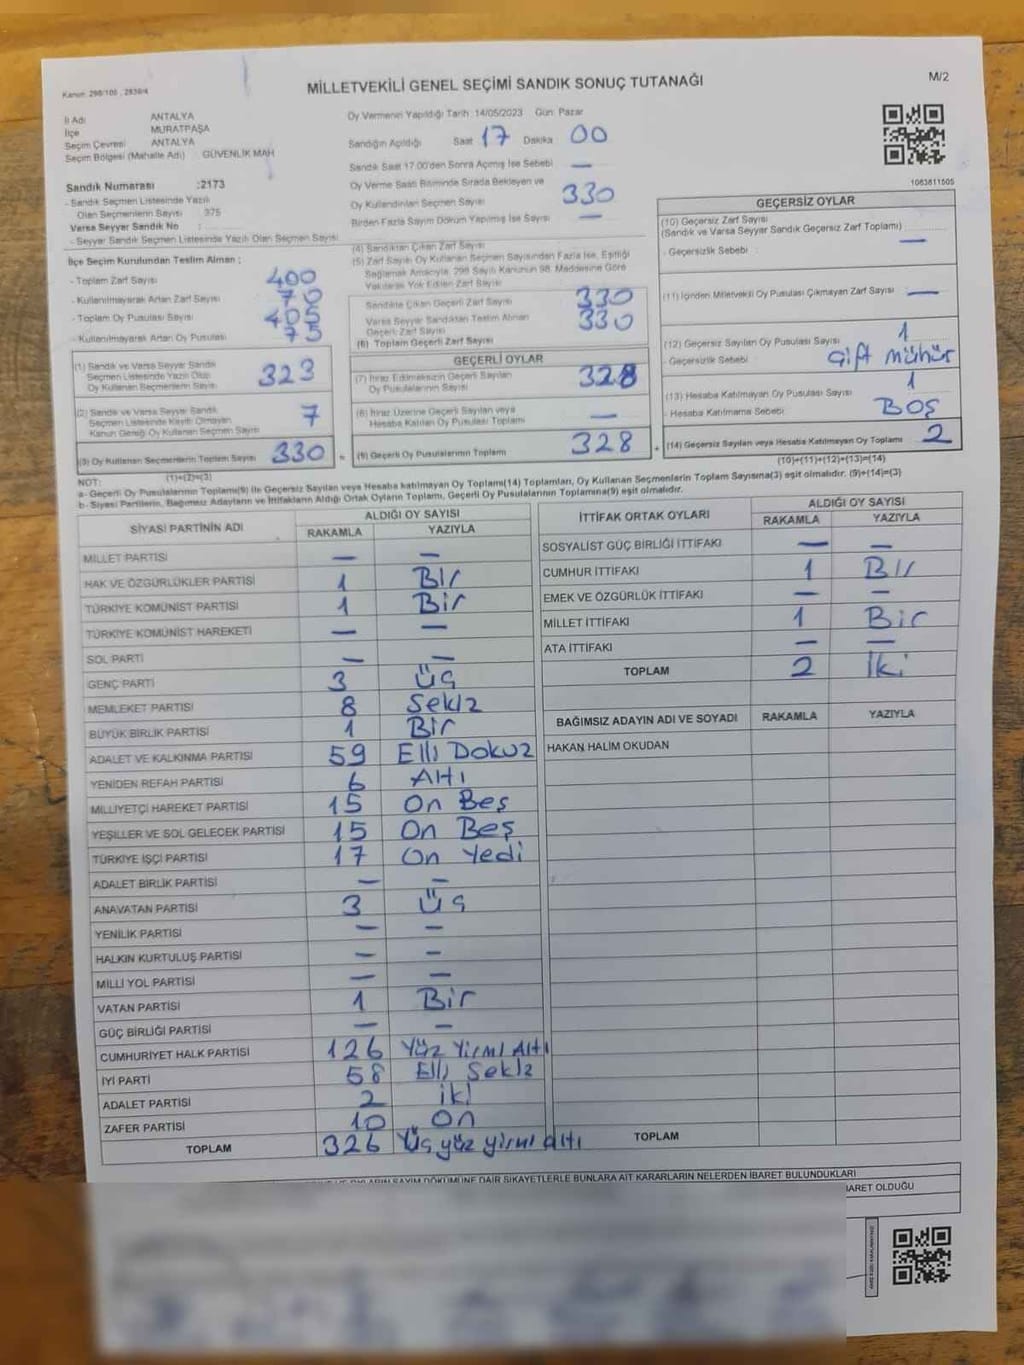 Kanun: 298/105 , 2839/4
MİLLETVEKİLİ GENEL SEÇİMİ SANDIK SONUÇ TUTANAĞI
M/2
İl Adı ANTALYA
İlçe MURATPAŞA
Seçim Çevresi ANTALYA
Seçim Bölgesi (Mahalle Adı) GÜVENLİK MAH
Sandık Numarası :2173
- Sandık Seçmen Listesinde Yazılı
Olan Seçmenlerin Sayısı 375
Varsa Seyyar Sandık No :
- Seyyar Sandık Seçmen Listesinde Yazılı Olan Seçmen Sayısı
Oy Vermenin Yapıldığı Tarih :14/05/2023 Gün: Pazar
Sandığın Açıldığı Saat 17 Dakika 00
Sandık Saat 17.00'den Sonra Açılmış İse Sebebi —
Oy Verme Saati Bitiminde Sırada Bekleyen ve
Oy Kullandırılan Seçmen Sayısı 330
Birden Fazla Sayım Döküm Yapılmış İse Sayısı —
1063811505
İlçe Seçim Kurulundan Teslim Alınan ;
- Toplam Zarf Sayısı 400
- Kullanılmayarak Artan Zarf Sayısı 70
- Toplam Oy Pusulası Sayısı 405
- Kullanılmayarak Artan Oy Pusulası 75
(4) Sandıktan Çıkan Zarf Sayısı
(5) Zarf Sayısı Oy Kullanan Seçmen Sayısından Fazla İse, Eşitliği
Sağlamak Amacıyla, 298 Sayılı Kanunun 98. Maddesine Göre
Yakılarak Yok Edilen Zarf Sayısı
Sandıkta Çıkan Geçerli Zarf Sayısı 330
Varsa Seyyar Sandıktan Teslim Alınan
Geçerli Zarf Sayısı 330
(6) Toplam Geçerli Zarf Sayısı
GEÇERSİZ OYLAR
(10) Geçersiz Zarf Sayısı
(Sandık ve Varsa Seyyar Sandık Geçersiz Zarf Toplamı) —
- Geçersizlik Sebebi :
(11) İçinden Milletvekili Oy Pusulası Çıkmayan Zarf Sayısı —
(12) Geçersiz Sayılan Oy Pusulası Sayısı 1
- Geçersizlik Sebebi Çift mühür
(13) Hesaba Katılmayan Oy Pusulası Sayısı 1
- Hesaba Katılmama Sebebi: BOŞ
(14) Geçersiz Sayılan veya Hesaba Katılmayan Oy Toplamı 2
(10)+(11)+(12)+(13)=(14)
(1) Sandık ve Varsa Seyyar Sandık
Seçmen Listesinde Yazılı Olup
Oy Kullanan Seçmenlerin Sayısı 323
(2) Sandık ve Varsa Seyyar Sandık
Seçmen Listesinde Kayıtlı Olmayan
Kanun Gereği Oy Kullanan Seçmen Sayısı 7
(3) Oy Kullanan Seçmenlerin Toplam Sayısı 330
(1)+(2)=(3)
GEÇERLİ OYLAR
(7) İtiraz Edilmeksizin Geçerli Sayılan
Oy Pusulalarının Sayısı 328
(8) İtiraz Üzerine Geçerli Sayılan veya
Hesaba Katılan Oy Pusulası Toplamı —
(9) Geçerli Oy Pusulalarının Toplamı 328
NOT:
a- Geçerli Oy Pusulalarının Toplamı(9) ile Geçersiz Sayılan veya Hesaba katılmayan Oy Toplamı(14) Toplamları, Oy Kullanan Seçmenlerin Toplam Sayısına(3) eşit olmalıdır. (9)+(14)=(3)
b- Siyasi Partilerin, Bağımsız Adayların ve İttifakların Aldığı Ortak Oyların Toplamı, Geçerli Oy Pusulalarının Toplamına(9) eşit olmalıdır.
SİYASİ PARTİNİN ADI ALDIĞI OY SAYISI
RAKAMLA YAZIYLA
MİLLET PARTİSİ — —
HAK VE ÖZGÜRLÜKLER PARTİSİ 1 Bir
TÜRKİYE KOMÜNİST PARTİSİ 1 Bir
TÜRKİYE KOMÜNİST HAREKETİ — —
SOL PARTİ — —
GENÇ PARTİ 3 Üç
MEMLEKET PARTİSİ 8 Sekiz
BÜYÜK BİRLİK PARTİSİ 1 Bir
ADALET VE KALKINMA PARTİSİ 59 Elli Dokuz
YENİDEN REFAH PARTİSİ 6 Altı
MİLLİYETÇİ HAREKET PARTİSİ 15 On Beş
YEŞİLLER VE SOL GELECEK PARTİSİ 15 On Beş
TÜRKİYE İŞÇİ PARTİSİ 17 On Yedi
ADALET BİRLİK PARTİSİ — —
ANAVATAN PARTİSİ 3 Üç
YENİLİK PARTİSİ — —
HALKIN KURTULUŞ PARTİSİ — —
MİLLİ YOL PARTİSİ — —
VATAN PARTİSİ 1 Bir
GÜÇ BİRLİĞİ PARTİSİ — —
CUMHURİYET HALK PARTİSİ 126 Yüz Yirmi Altı
İYİ PARTİ 58 Elli Sekiz
ADALET PARTİSİ 2 iki
ZAFER PARTİSİ 10 On
TOPLAM 326 Üç yüz yirmi altı
İTTİFAK ORTAK OYLARI ALDIĞI OY SAYISI
RAKAMLA YAZIYLA
SOSYALİST GÜÇ BİRLİĞİ İTTİFAKI — —
CUMHUR İTTİFAKI 1 Bir
EMEK VE ÖZGÜRLÜK İTTİFAKI — —
MİLLET İTTİFAKI 1 Bir
ATA İTTİFAKI — —
TOPLAM 2 İki
BAĞIMSIZ ADAYIN ADI VE SOYADI RAKAMLA YAZIYLA
HAKAN HALİM OKUDAN
TOPLAM
SAYIM DÖKÜMÜNE DAİR ŞİKAYETLERLE BUNLARA AİT KARARLARIN NELERDEN İBARET BULUNDUKLARI
OLDUĞU